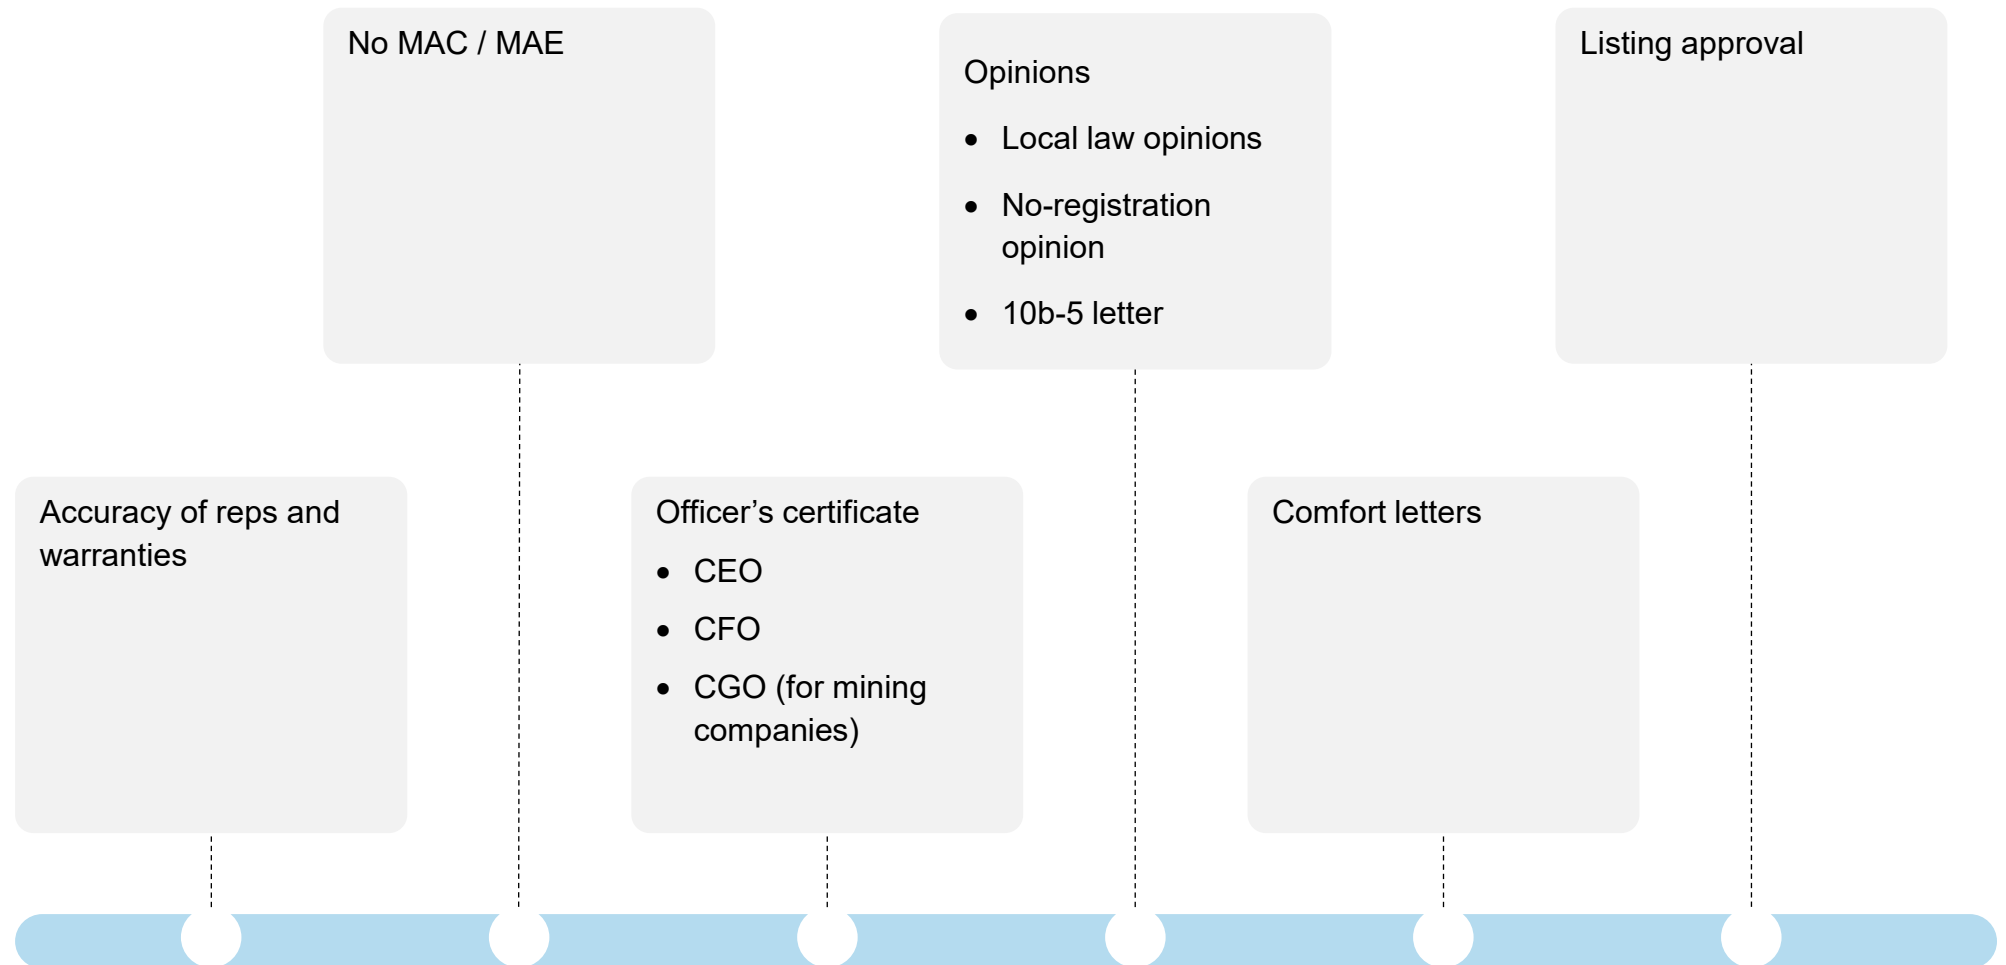 No MAC / MAE
Opinions
• Local law opinions
• No-registration
opinion
• 10b-5 letter
Listing approval
Accuracy of reps and
warranties
Officer’s certificate
• CEO
• CFO
• CGO (for mining
companies)
Comfort letters